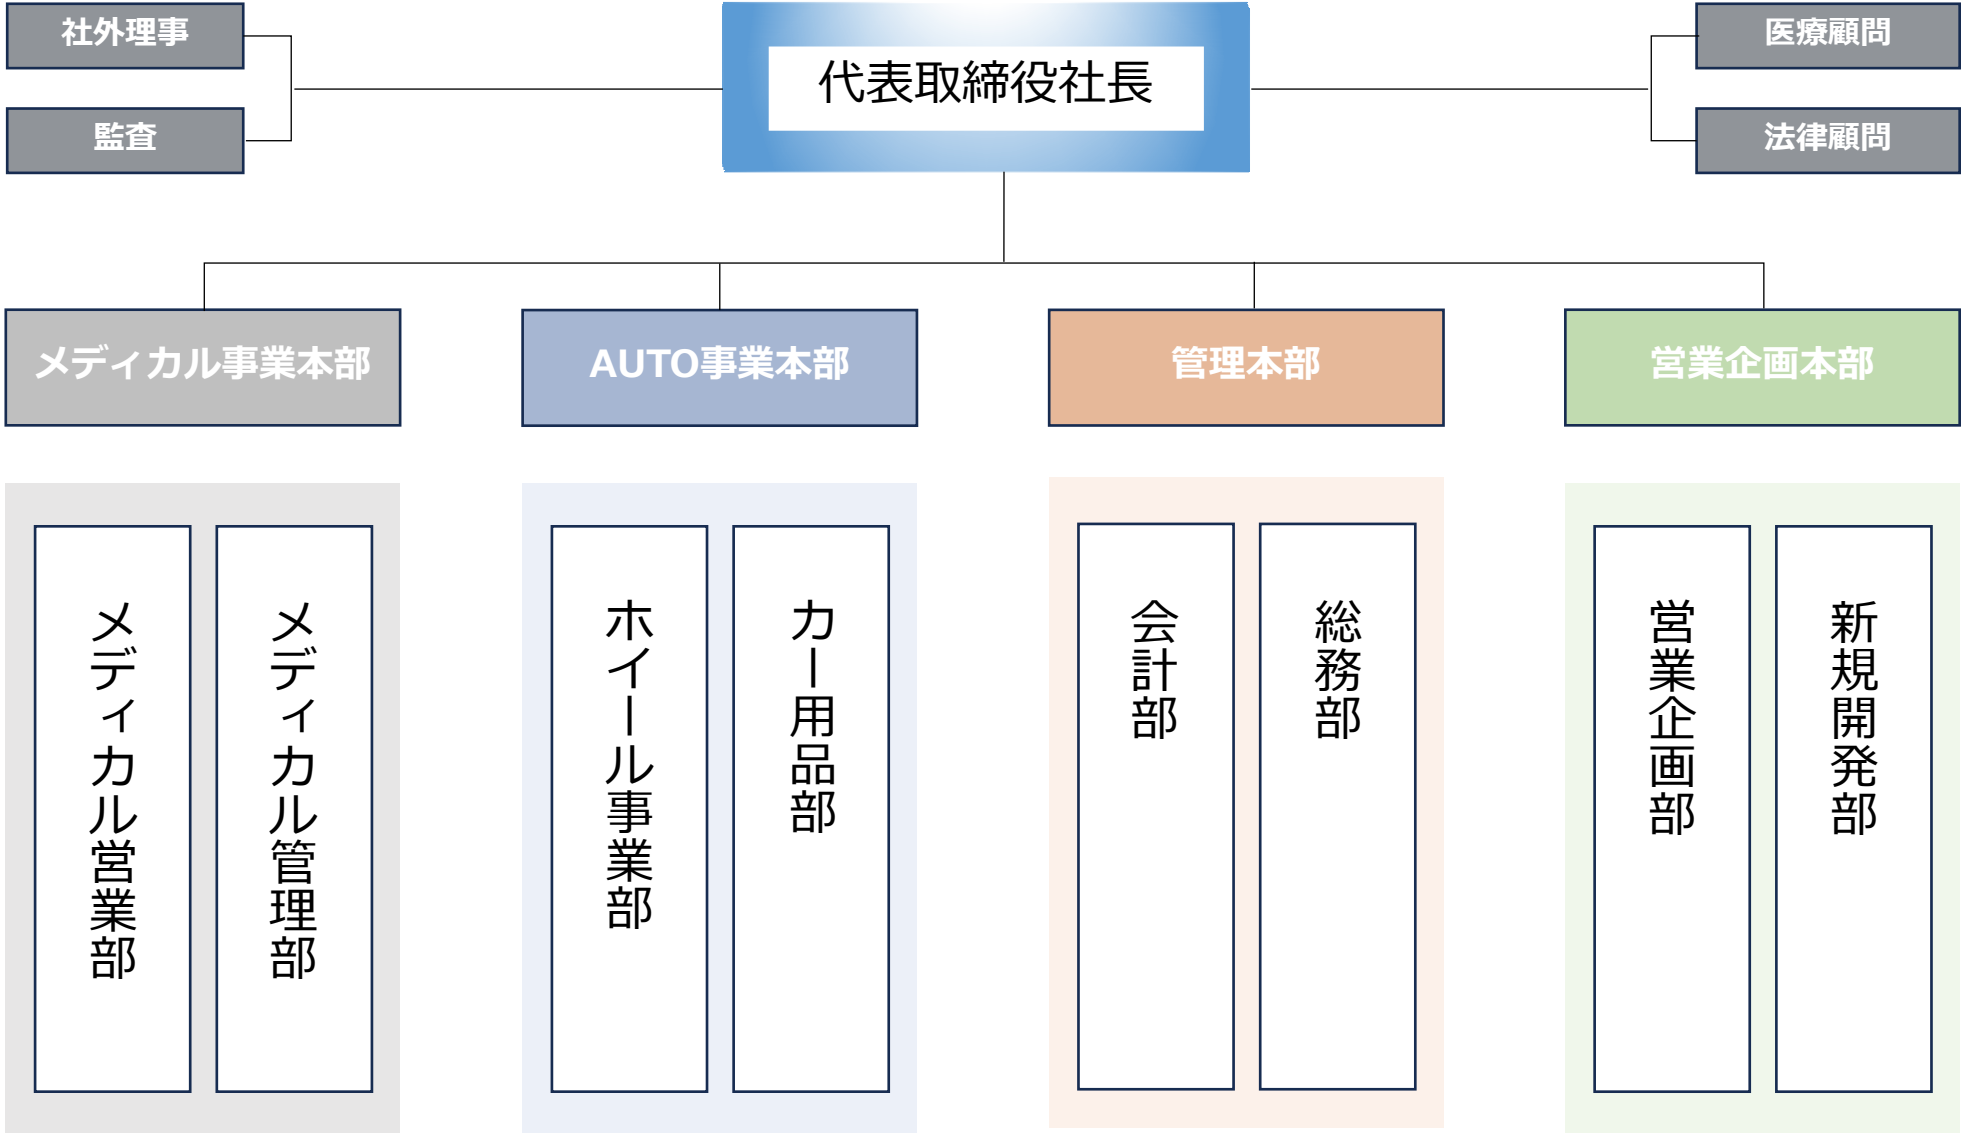 社外理事
監査
代表取締役社長
医療顧問
法律顧問
メディカル事業本部
AUTO事業本部
管理本部
営業企画本部
メディカル営業部
メディカル管理部
ホイール事業部
カー用品部
会計部
総務部
営業企画部
新規開発部